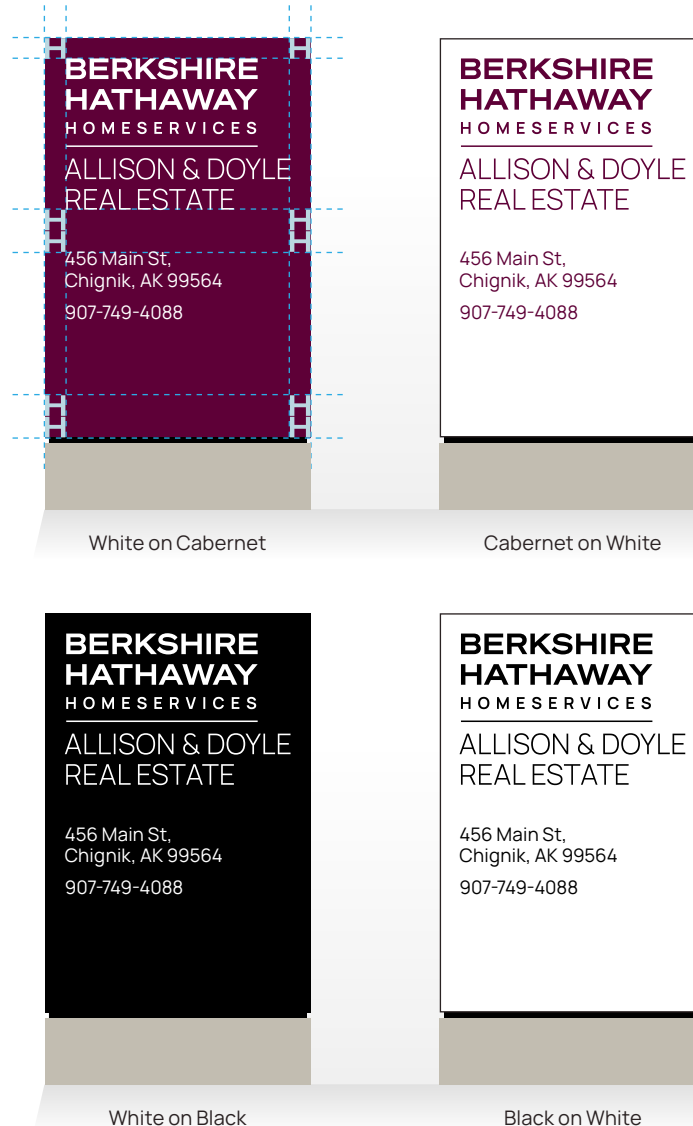 BERKSHIRE
HATHAWAY
HOMESERVICES
ALLISON & DOYLE
REAL ESTATE
456 Main St,
Chignik, AK 99564
907-749-4088
White on Cabernet
BERKSHIRE
HATHAWAY
HOMESERVICES
ALLISON & DOYLE
REAL ESTATE
456 Main St,
Chignik, AK 99564
907-749-4088
Cabernet on White
BERKSHIRE
HATHAWAY
HOMESERVICES
ALLISON & DOYLE
REAL ESTATE
456 Main St,
Chignik, AK 99564
907-749-4088
White on Black
BERKSHIRE
HATHAWAY
HOMESERVICES
ALLISON & DOYLE
REAL ESTATE
456 Main St,
Chignik, AK 99564
907-749-4088
Black on White